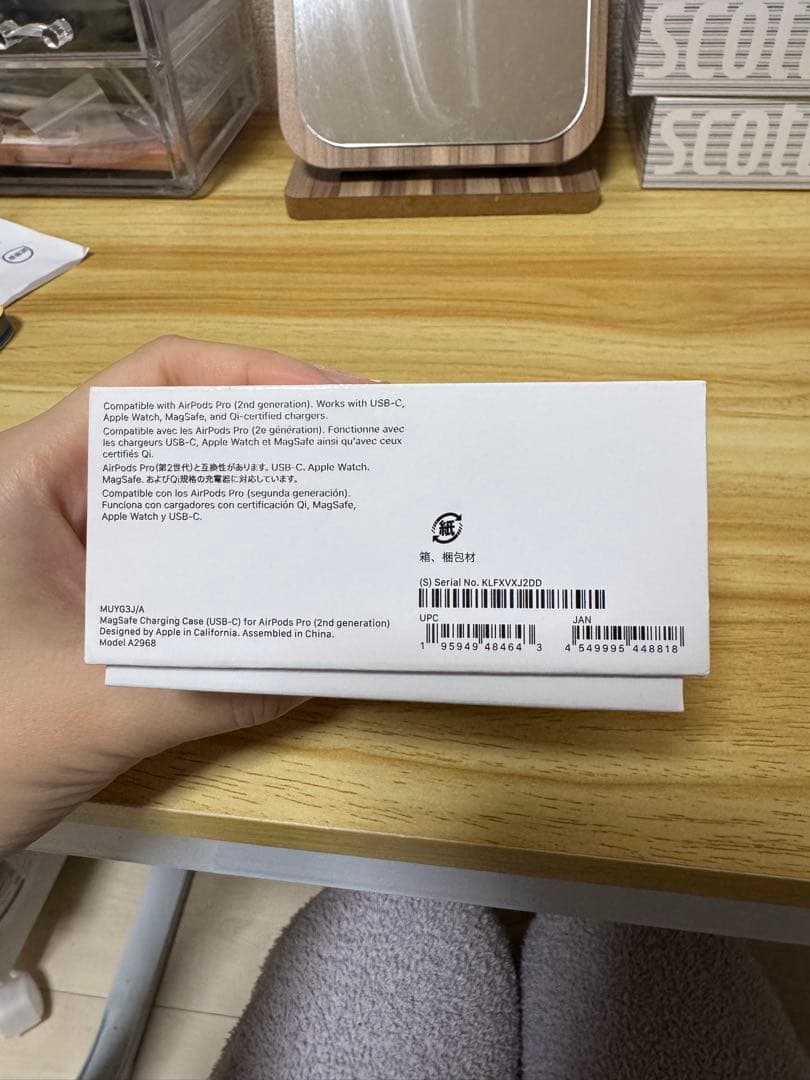 scott
scott
Compatible with AirPods Pro (2nd generation). Works with USB-C,
Apple Watch, MagSafe, and Qi-certified chargers.
Compatible avec les AirPods Pro (2e génération). Fonctionne avec
les chargeurs USB-C, Apple Watch et MagSafe ainsi qu'avec ceux
certifiés Qi.
AirPods Pro(第2世代)と互換性があります。USB-C、Apple Watch、
MagSafe、およびQi規格の充電器に対応しています。
Compatible con los AirPods Pro (segunda generación).
Funciona con cargadores con certificación Qi, MagSafe,
Apple Watch y USB-C.
紙
箱、梱包材
(S) Serial No. KLFXVXJ2DD
MUYG3J/A
MagSafe Charging Case (USB-C) for AirPods Pro (2nd generation)
Designed by Apple in California. Assembled in China.
Model A2968
UPC
1 95949 48464 3
JAN
4 549995 448818